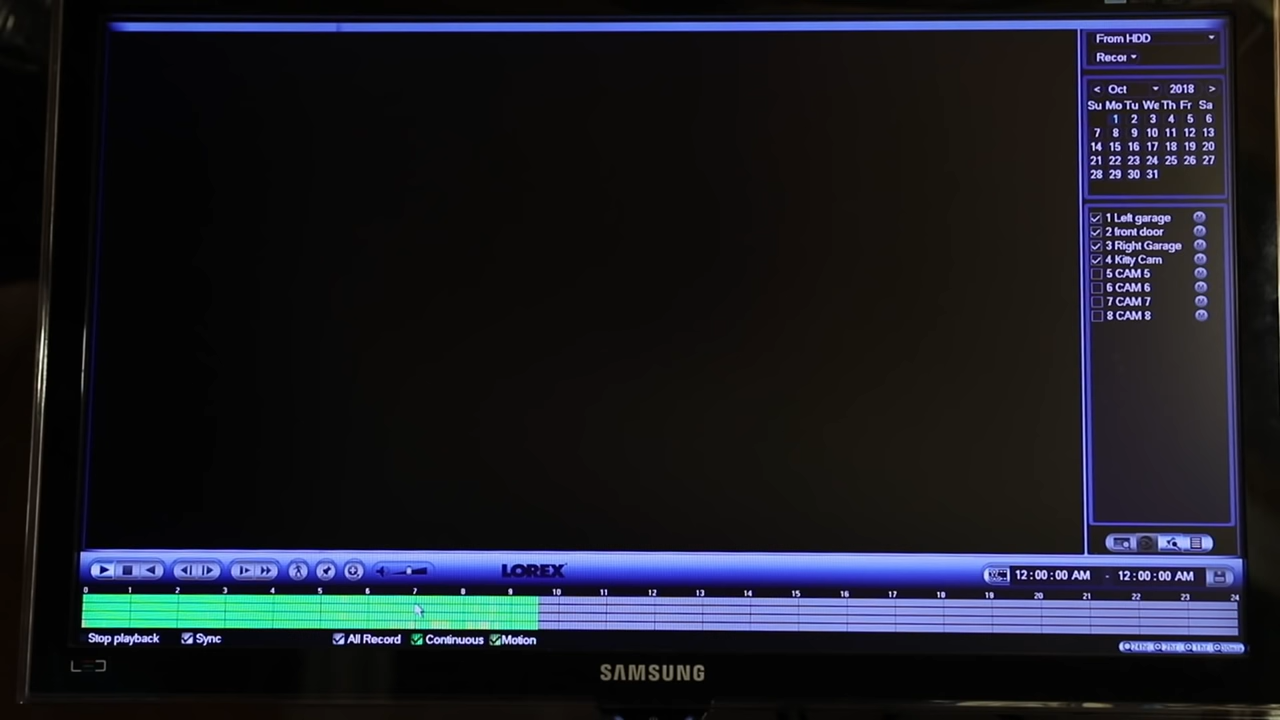 From HDD
Recor
< Oct 2018 >
Su Mo Tu We Th Fr Sa
1 2 3 4 5 6
7 8 9 10 11 12 13
14 15 16 17 18 19 20
21 22 23 24 25 26 27
28 29 30 31
1 Left garage
2 front door
3 Right Garage
4 Kitty Cam
5 CAM 5
6 CAM 6
7 CAM 7
8 CAM 8
LOREX
12:00:00 AM - 12:00:00 AM
0 1 2 3 4 5 6 7 8 9 10 11 12 13 14 15 16 17 18 19 20 21 22 23 24
Stop playback Sync All Record Continuous Motion
24hr 2hr 1hr
LED
SAMSUNG